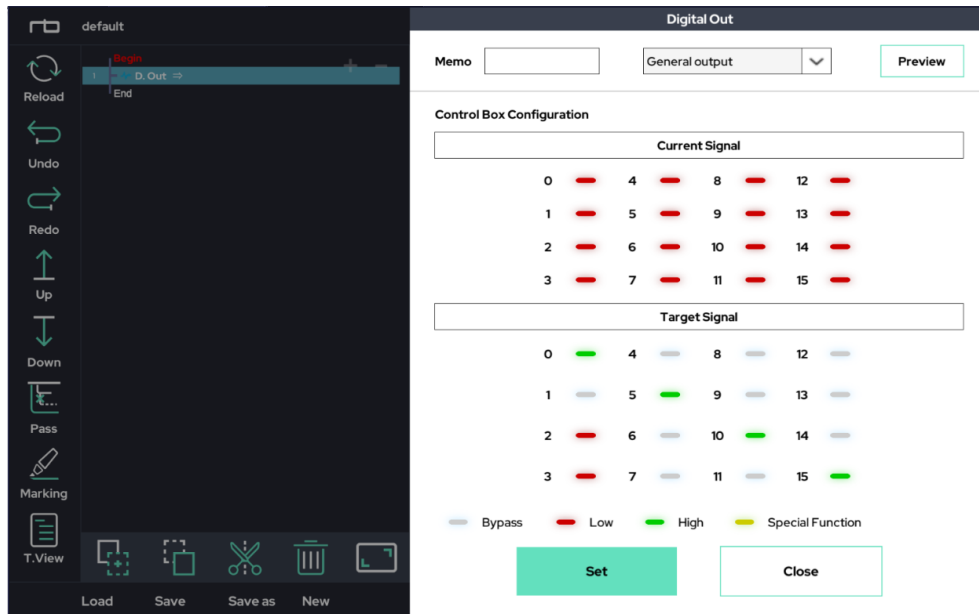 rb default
Reload
Undo
Redo
Up
Down
Pass
Marking
T.View
Begin
1 D. Out ⇒
End
Load Save Save as New
Digital Out
Memo General output Preview
Control Box Configuration
Current Signal
0 4 8 12
1 5 9 13
2 6 10 14
3 7 11 15
Target Signal
0 4 8 12
1 5 9 13
2 6 10 14
3 7 11 15
Bypass Low High Special Function
Set Close